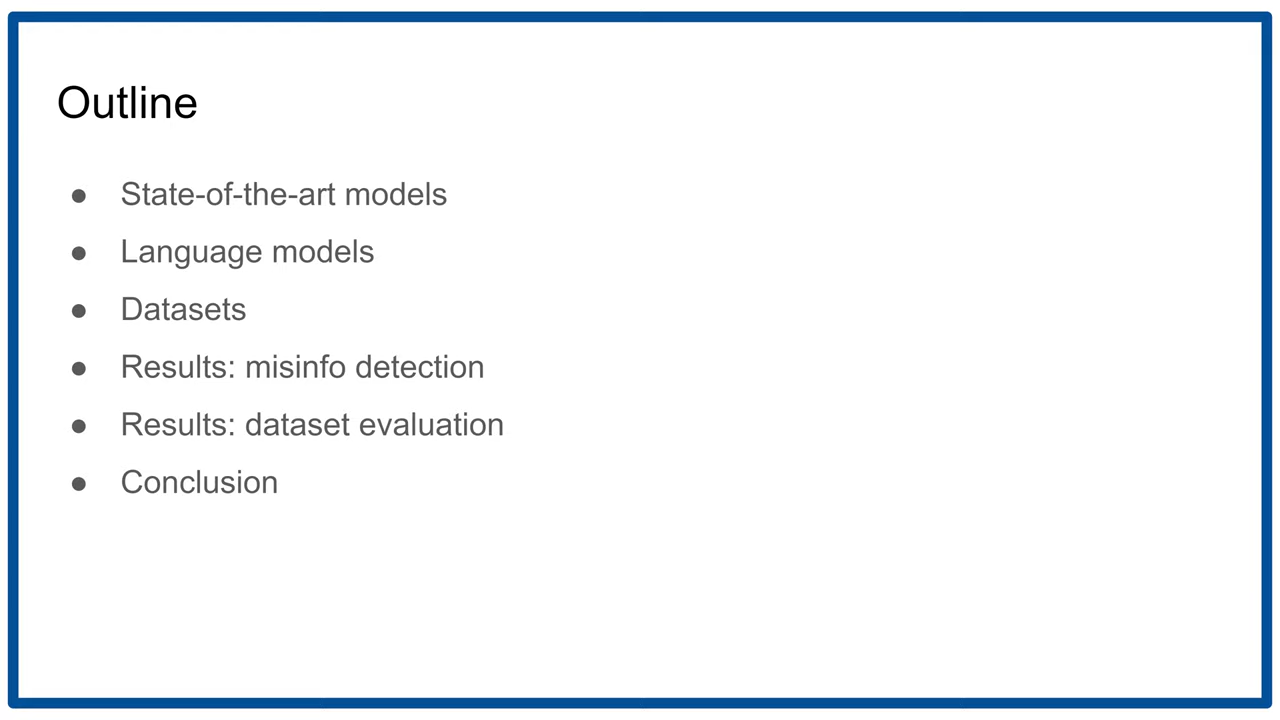 Outline
● State-of-the-art models
● Language models
● Datasets
● Results: misinfo detection
● Results: dataset evaluation
● Conclusion